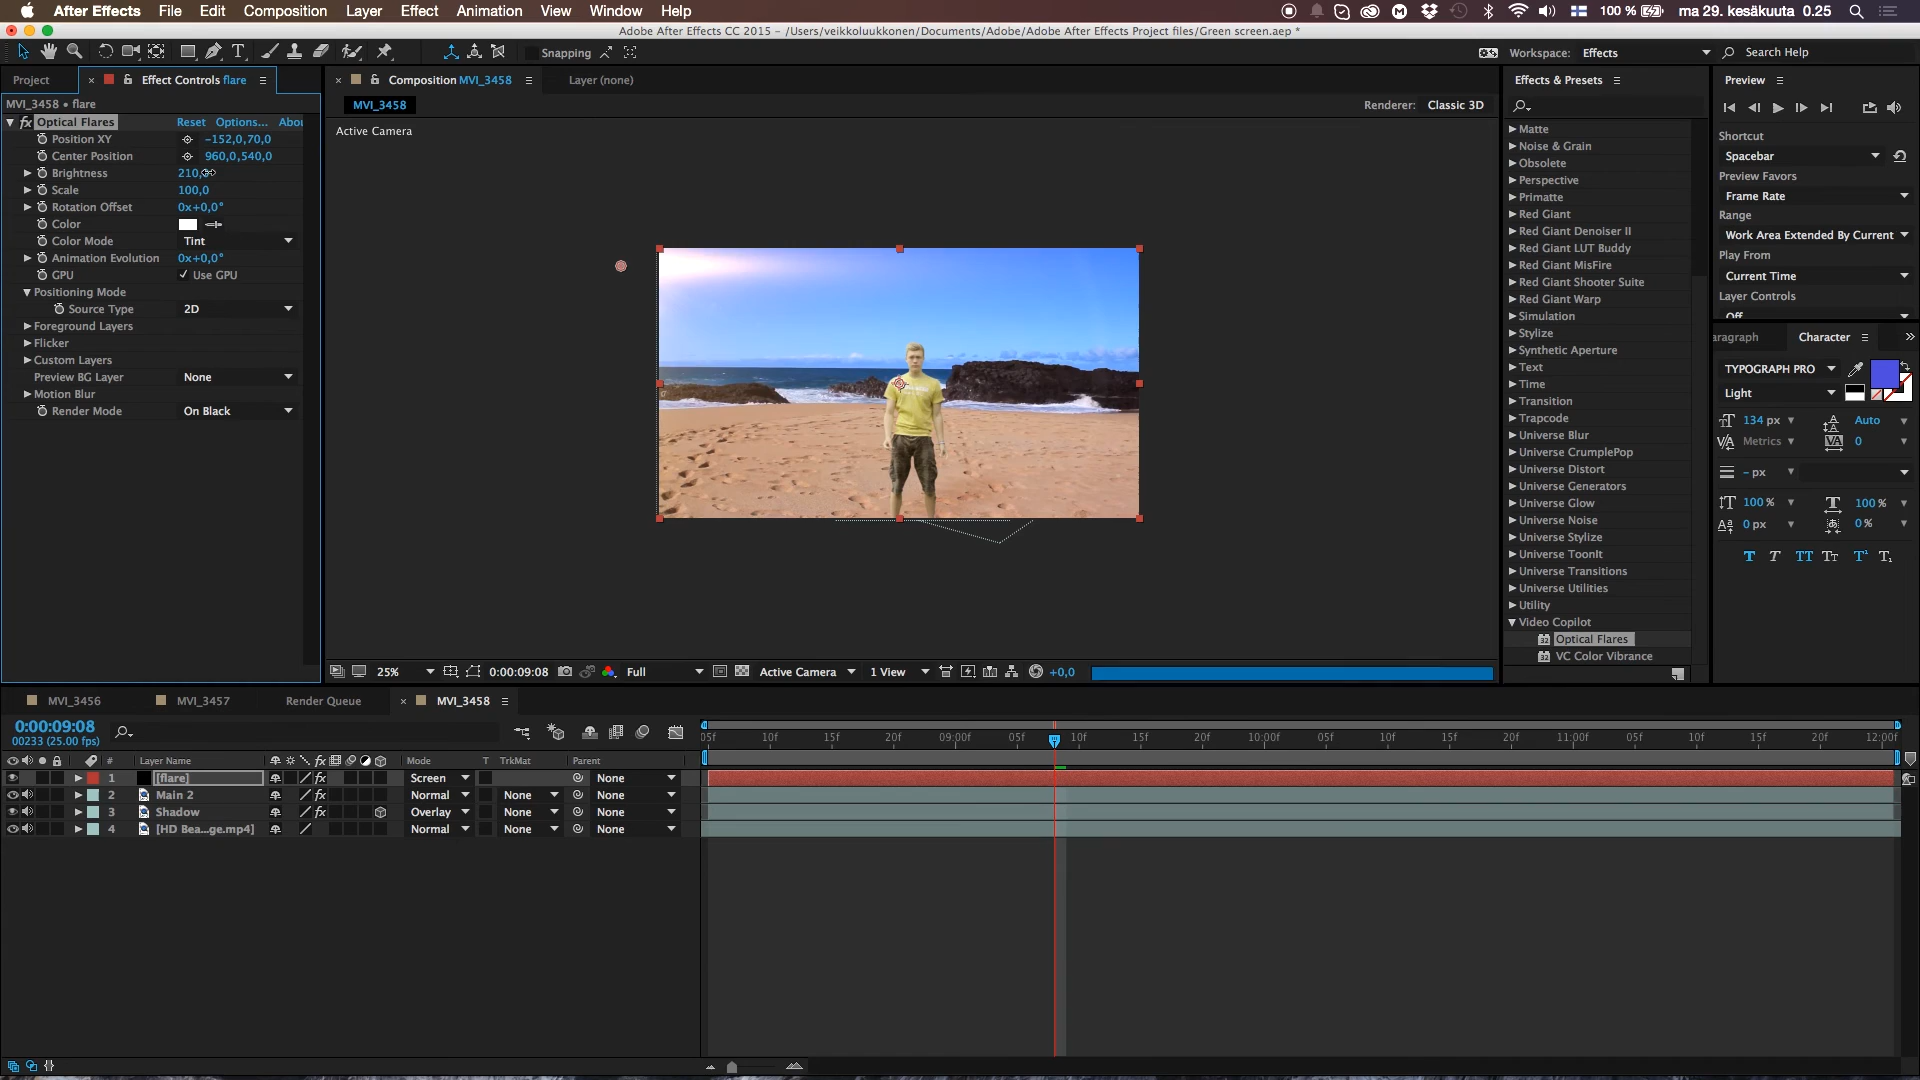 After Effects File Edit Composition Layer Effect Animation View Window Help 100 % ma 29. kesäkuuta 0.25
Adobe After Effects CC 2015 - /Users/veikkoluukkonen/Documents/Adobe/Adobe After Effects Project files/Green screen.aep *
T Snapping Workspace: Effects Search Help
Project × Effect Controls flare × Composition MVI_3458 Layer (none) Effects & Presets Preview
MVI_3458 • flare
MVI_3458 Renderer: Classic 3D
Active Camera
fx Optical Flares Reset Options...
Position XY -152,0,70,0
Center Position 960,0,540,0
Brightness 210,
Scale 100,0
Rotation Offset 0x+0,0°
Color
Color Mode Tint
Animation Evolution 0x+0,0°
GPU Use GPU
Positioning Mode
Source Type 2D
Foreground Layers
Flicker
Custom Layers
Preview BG Layer None
Motion Blur
Render Mode On Black
Matte
Noise & Grain
Obsolete
Perspective
Primatte
Red Giant
Red Giant Denoiser II
Red Giant LUT Buddy
Red Giant MisFire
Red Giant Shooter Suite
Red Giant Warp
Simulation
Stylize
Synthetic Aperture
Text
Time
Transition
Trapcode
Universe Blur
Universe CrumplePop
Universe Distort
Universe Generators
Universe Glow
Universe Noise
Universe Stylize
Universe ToonIt
Universe Transitions
Universe Utilities
Utility
Video Copilot
Optical Flares
VC Color Vibrance
Shortcut
Spacebar
Preview Favors
Frame Rate
Range
Work Area Extended By Current
Play From
Current Time
Layer Controls
Off
aragraph Character
TYPOGRAPH PRO
Light
134 px Auto
Metrics 0
- px
100 % 100 %
0 px 0 %
T T TT Tт T¹ T₁
25% 0:00:09:08 Full Active Camera 1 View +0,0
MVI_3456 MVI_3457 Render Queue × MVI_3458
0:00:09:08
00233 (25.00 fps)
05f 10f 15f 20f 09:00f 05f 10f 15f 20f 10:00f 05f 10f 15f 20f 11:00f 05f 10f 15f 20f 12:00f
# Layer Name fx Mode T TrkMat Parent
1 [flare] fx Screen None
2 Main 2 fx Normal None None
3 Shadow fx Overlay None None
4 [HD Bea...ge.mp4] Normal None None